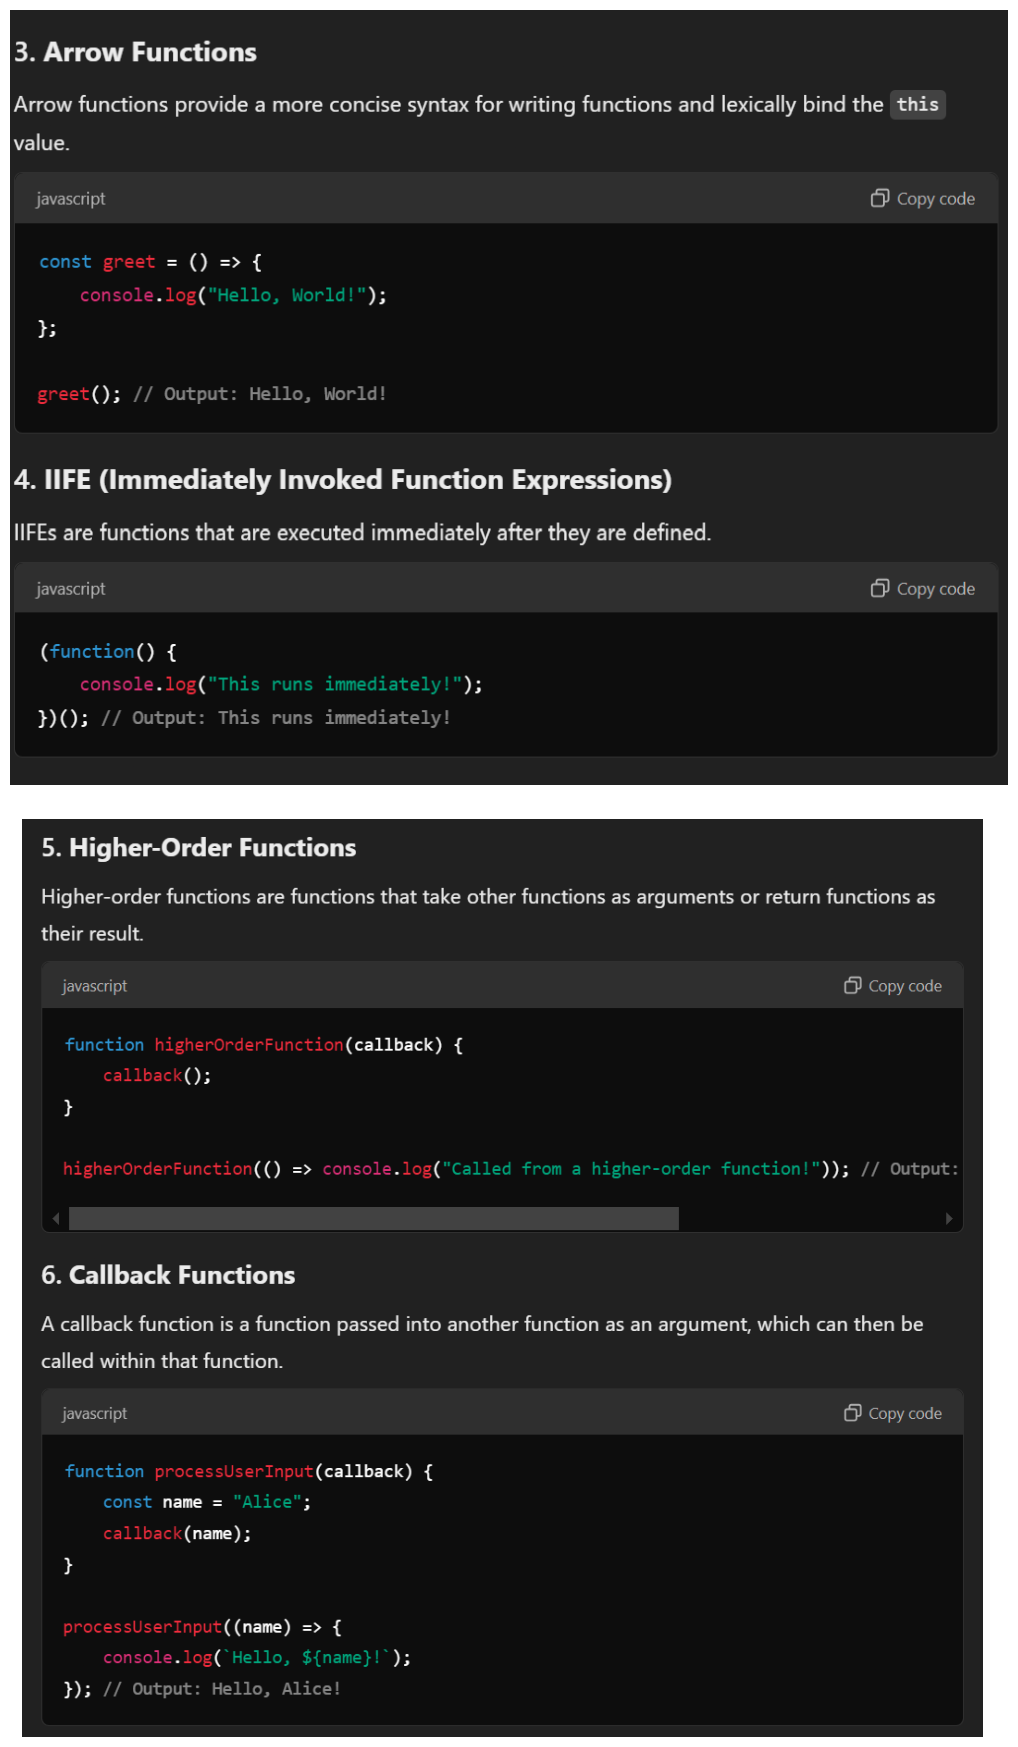 3. Arrow Functions
Arrow functions provide a more concise syntax for writing functions and lexically bind the this
value.
javascript
Copy code
const greet = () => {
    console.log("Hello, World!");
};
greet(); // Output: Hello, World!
4. IIFE (Immediately Invoked Function Expressions)
IIFEs are functions that are executed immediately after they are defined.
javascript
Copy code
(function() {
    console.log("This runs immediately!");
})(); // Output: This runs immediately!
5. Higher-Order Functions
Higher-order functions are functions that take other functions as arguments or return functions as
their result.
javascript
Copy code
function higherOrderFunction(callback) {
    callback();
}
higherOrderFunction(() => console.log("Called from a higher-order function!")); // Output:
6. Callback Functions
A callback function is a function passed into another function as an argument, which can then be
called within that function.
javascript
Copy code
function processUserInput(callback) {
    const name = "Alice";
    callback(name);
}
processUserInput((name) => {
    console.log(`Hello, ${name}!`);
}); // Output: Hello, Alice!